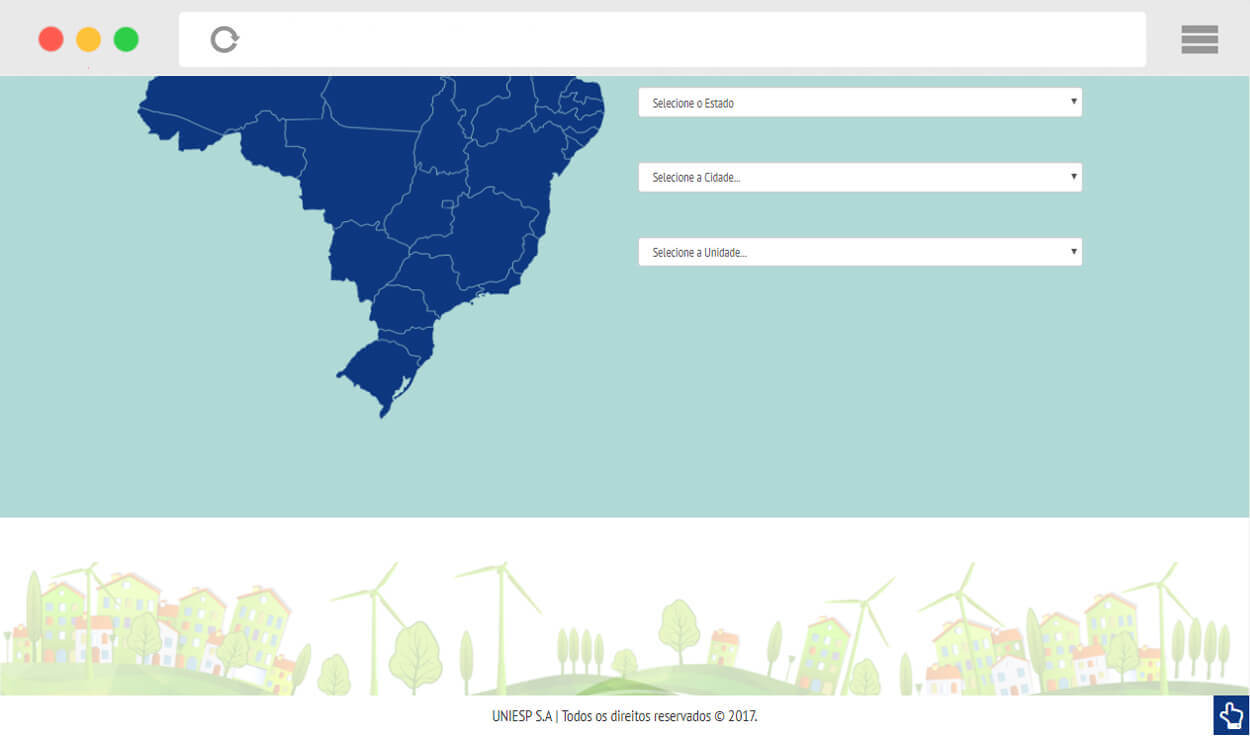 Selecione o Estado
Selecione a Cidade...
Selecione a Unidade...
UNIESP S.A | Todos os direitos reservados © 2017.